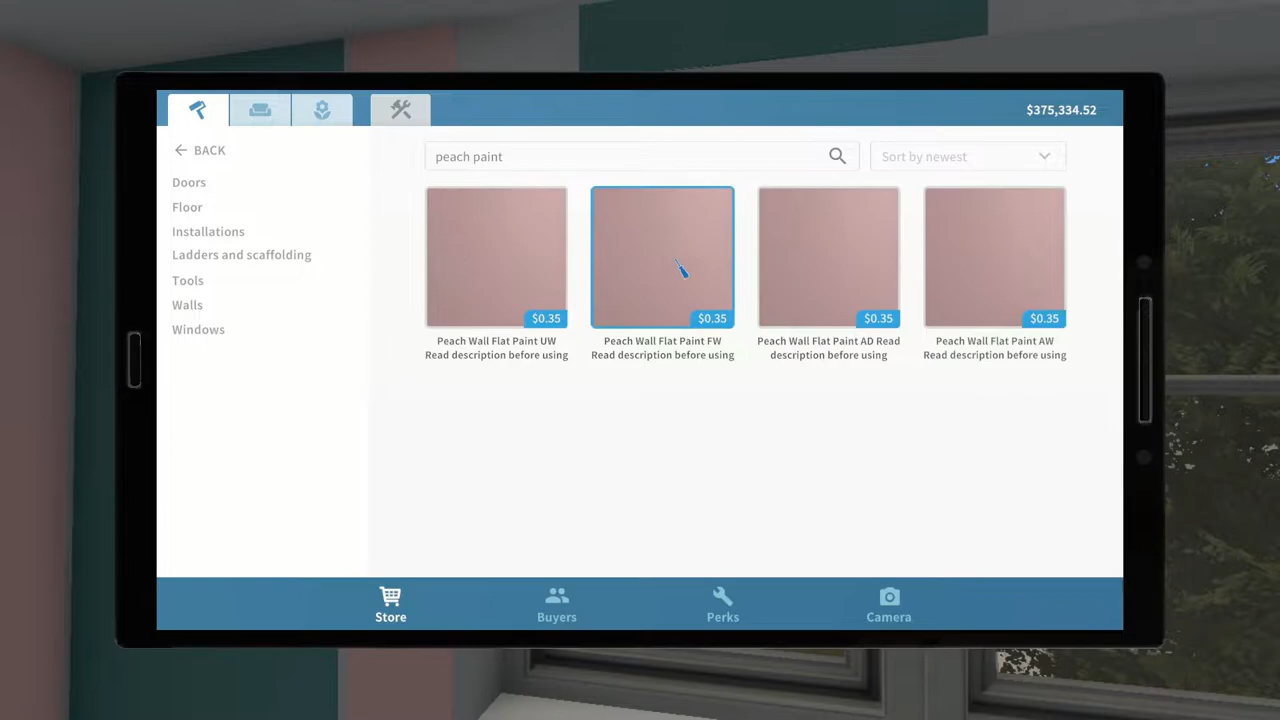 $375,334.52
BACK
peach paint
Sort by newest
Doors
Floor
Installations
Ladders and scaffolding
Tools
Walls
Windows
$0.35
$0.35
$0.35
$0.35
Peach Wall Flat Paint UW
Read description before using
Peach Wall Flat Paint FW
Read description before using
Peach Wall Flat Paint AD Read
description before using
Peach Wall Flat Paint AW
Read description before using
Store
Buyers
Perks
Camera